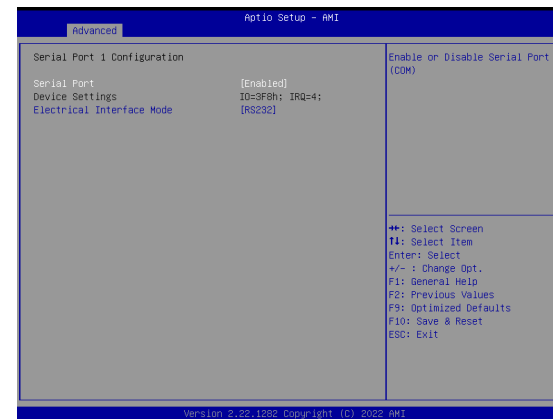 Aptio Setup - AMI
Advanced
Serial Port 1 Configuration
Serial Port [Enabled]
Device Settings IO=3F8h; IRQ=4;
Electrical Interface Mode [RS232]
Enable or Disable Serial Port
(COM)
→←: Select Screen
↑↓: Select Item
Enter: Select
+/- : Change Opt.
F1: General Help
F2: Previous Values
F9: Optimized Defaults
F10: Save & Reset
ESC: Exit
Version 2.22.1282 Copyright (C) 2022 AMI